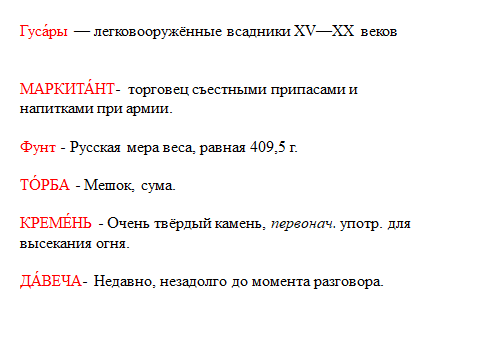 Гуса́ры — легковооружённые всадники XV—XX веков
МАРКИТА́НТ- торговец съестными припасами и
напитками при армии.
Фунт - Русская мера веса, равная 409,5 г.
ТО́РБА - Мешок, сума.
КРЕМЕ́НЬ - Очень твёрдый камень, первонач. употр. для
высекания огня.
ДА́ВЕЧА- Недавно, незадолго до момента разговора.